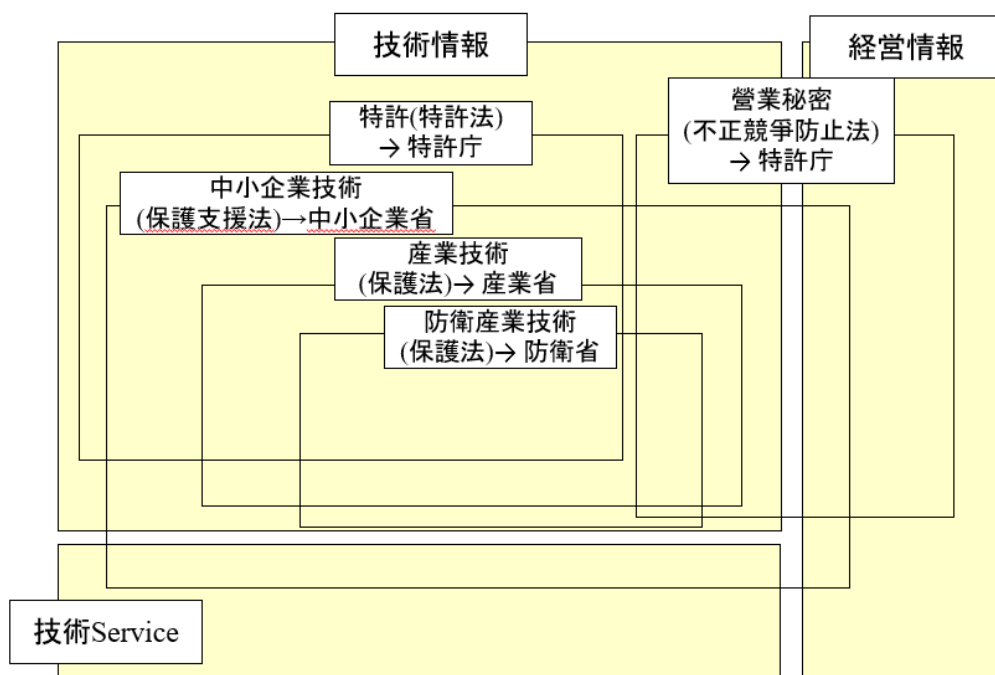 技術情報
経営情報
特許(特許法)
→ 特許庁
營業秘密
(不正競爭防止法)
→ 特許庁
中小企業技術
(保護支援法)→中小企業省
産業技術
(保護法)→ 産業省
防衛産業技術
(保護法)→ 防衛省
技術Service